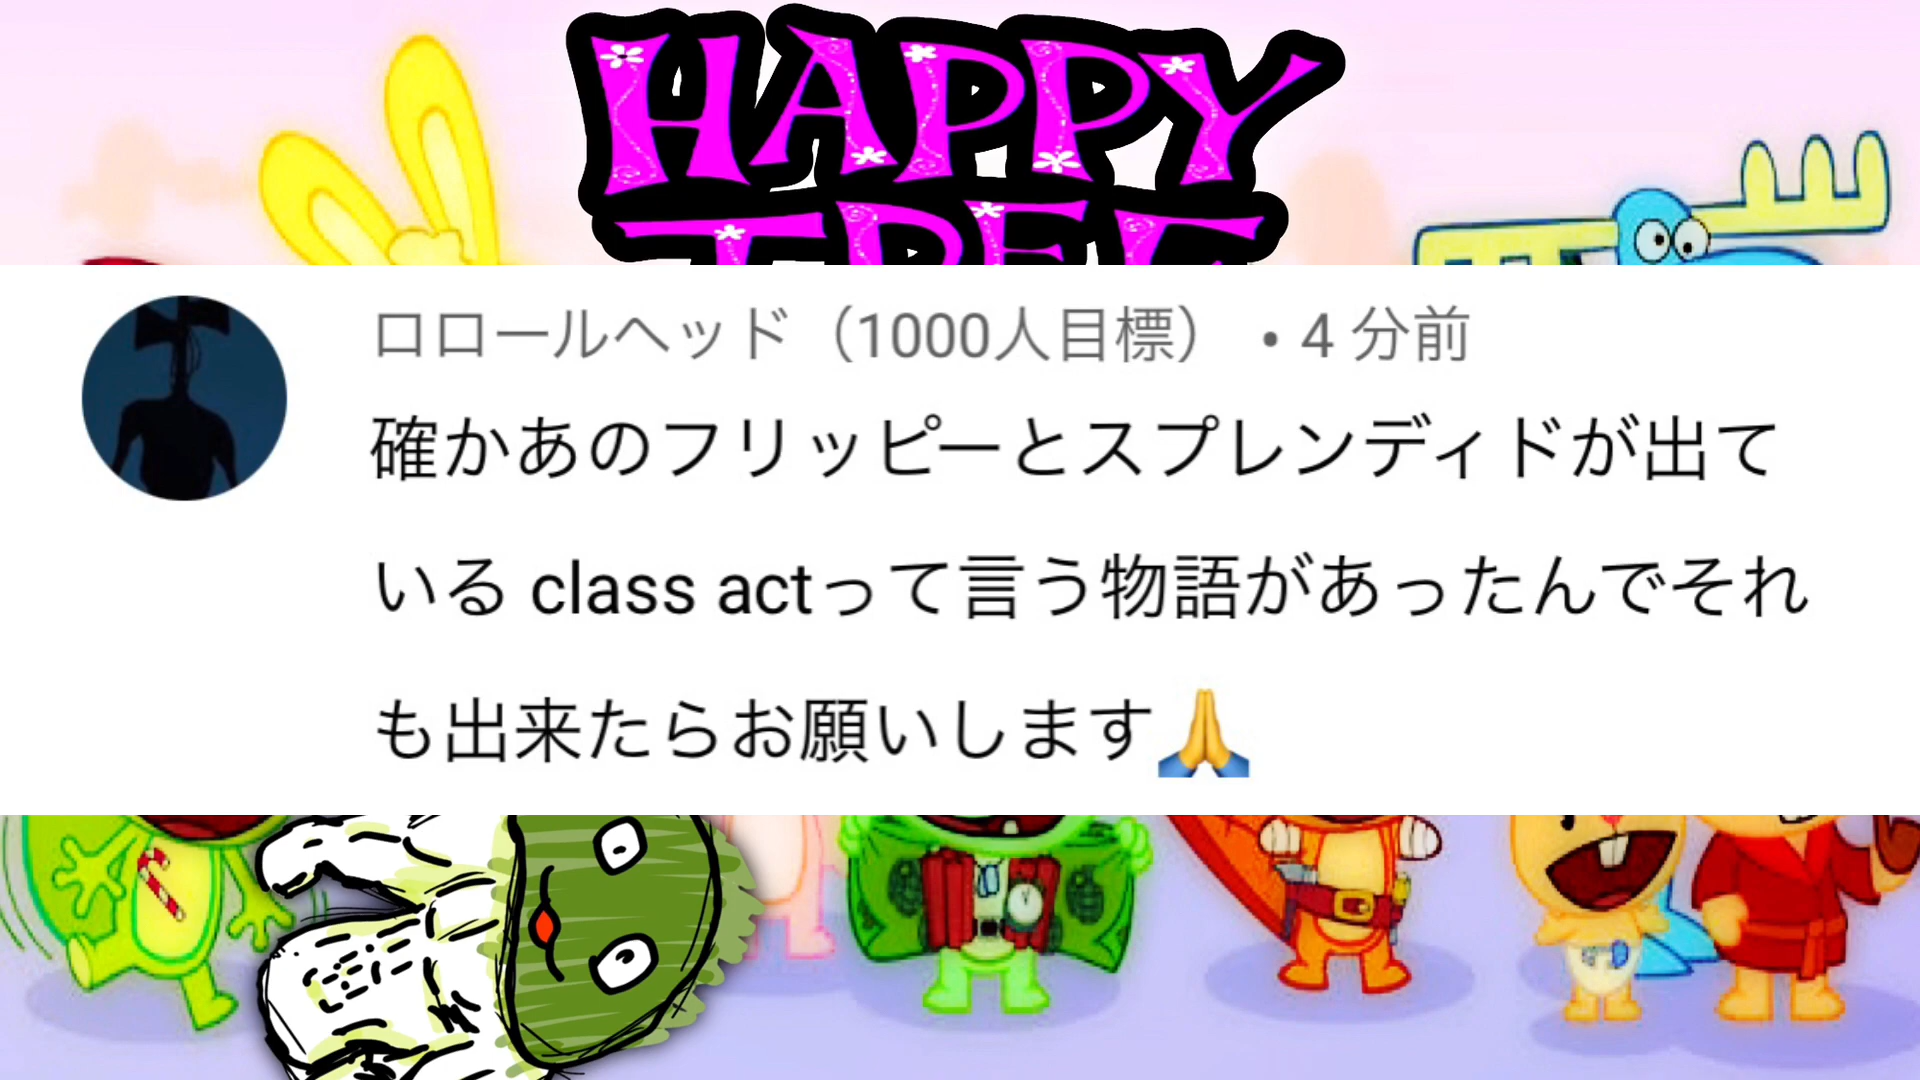 HAPPY
TREE
ロロールヘッド（1000人目標）・4 分前
確かあのフリッピーとスプレンディドが出て
いる class actって言う物語があったんでそれ
も出来たらお願いします🙏